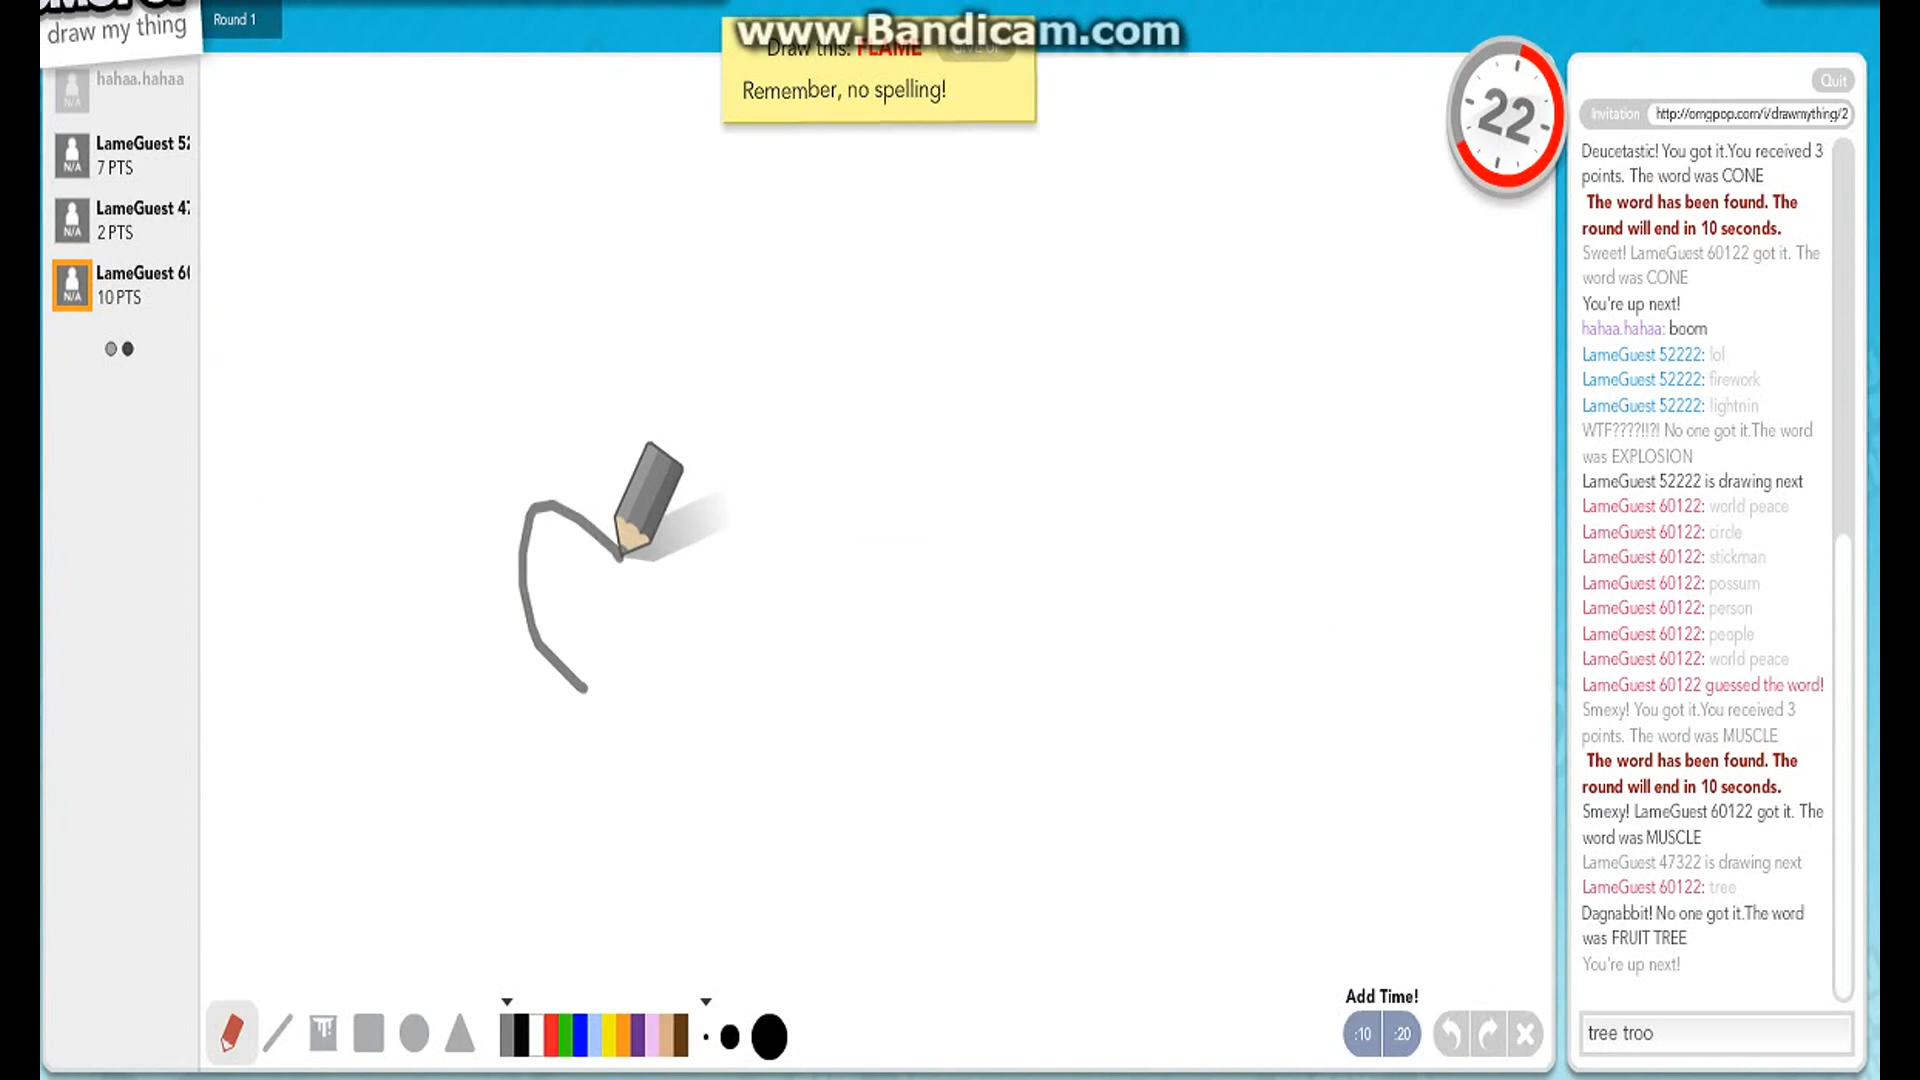 draw my thing
Round 1
www.Bandicam.com
Draw this: FLAME
Remember, no spelling!
22
hahaa.hahaa
N/A
LameGuest 52
7 PTS
N/A
LameGuest 47
2 PTS
N/A
LameGuest 60
10 PTS
N/A
Quit
Invitation http://omgpop.com/i/drawmything/2
Deucetastic! You got it.You received 3
points. The word was CONE
The word has been found. The
round will end in 10 seconds.
Sweet! LameGuest 60122 got it. The
word was CONE
You're up next!
hahaa.hahaa: boom
LameGuest 52222: lol
LameGuest 52222: firework
LameGuest 52222: lightnin
WTF????!!?! No one got it.The word
was EXPLOSION
LameGuest 52222 is drawing next
LameGuest 60122: world peace
LameGuest 60122: circle
LameGuest 60122: stickman
LameGuest 60122: possum
LameGuest 60122: person
LameGuest 60122: people
LameGuest 60122: world peace
LameGuest 60122 guessed the word!
Smexy! You got it.You received 3
points. The word was MUSCLE
The word has been found. The
round will end in 10 seconds.
Smexy! LameGuest 60122 got it. The
word was MUSCLE
LameGuest 47322 is drawing next
LameGuest 60122: tree
Dagnabbit! No one got it.The word
was FRUIT TREE
You're up next!
tree troo
Add Time!
:10 :20